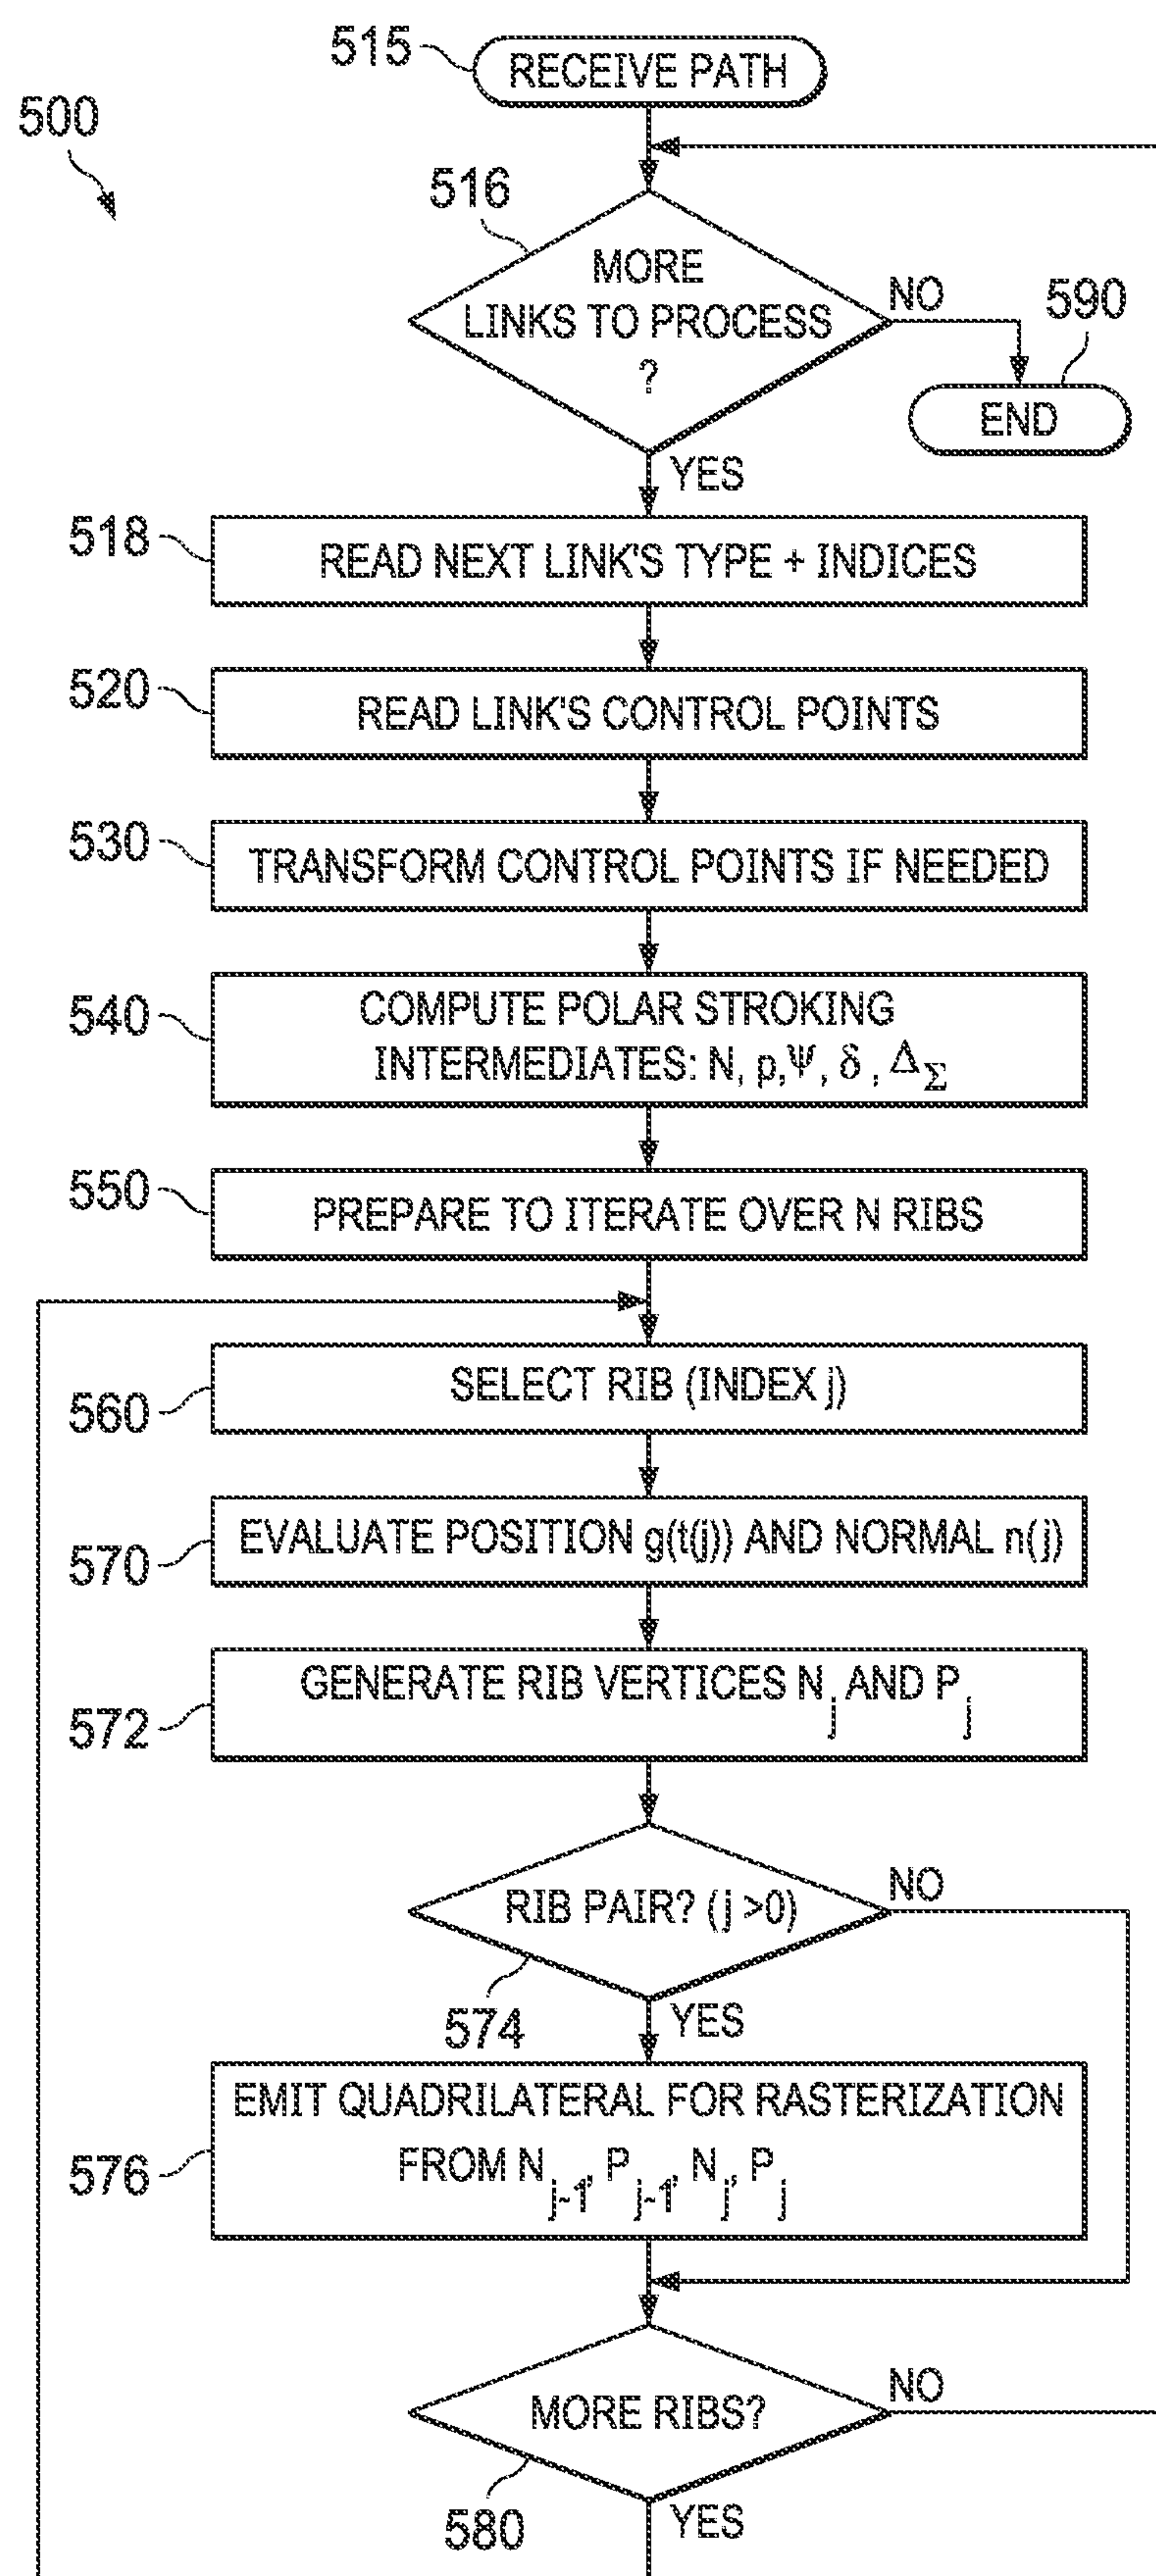 515
RECEIVE PATH
500
516
MORE
LINKS TO PROCESS
?
NO
590
END
YES
518
READ NEXT LINK'S TYPE + INDICES
520
READ LINK'S CONTROL POINTS
530
TRANSFORM CONTROL POINTS IF NEEDED
540
COMPUTE POLAR STROKING
INTERMEDIATES: N, p,Ψ, δ , Δ_Σ
550
PREPARE TO ITERATE OVER N RIBS
560
SELECT RIB (INDEX j)
570
EVALUATE POSITION g(t(j)) AND NORMAL n(j)
572
GENERATE RIB VERTICES N_j AND P_j
RIB PAIR? (j >0)
NO
574
YES
576
EMIT QUADRILATERAL FOR RASTERIZATION
FROM N_j-1, P_j-1, N_j, P_j
MORE RIBS?
NO
580
YES